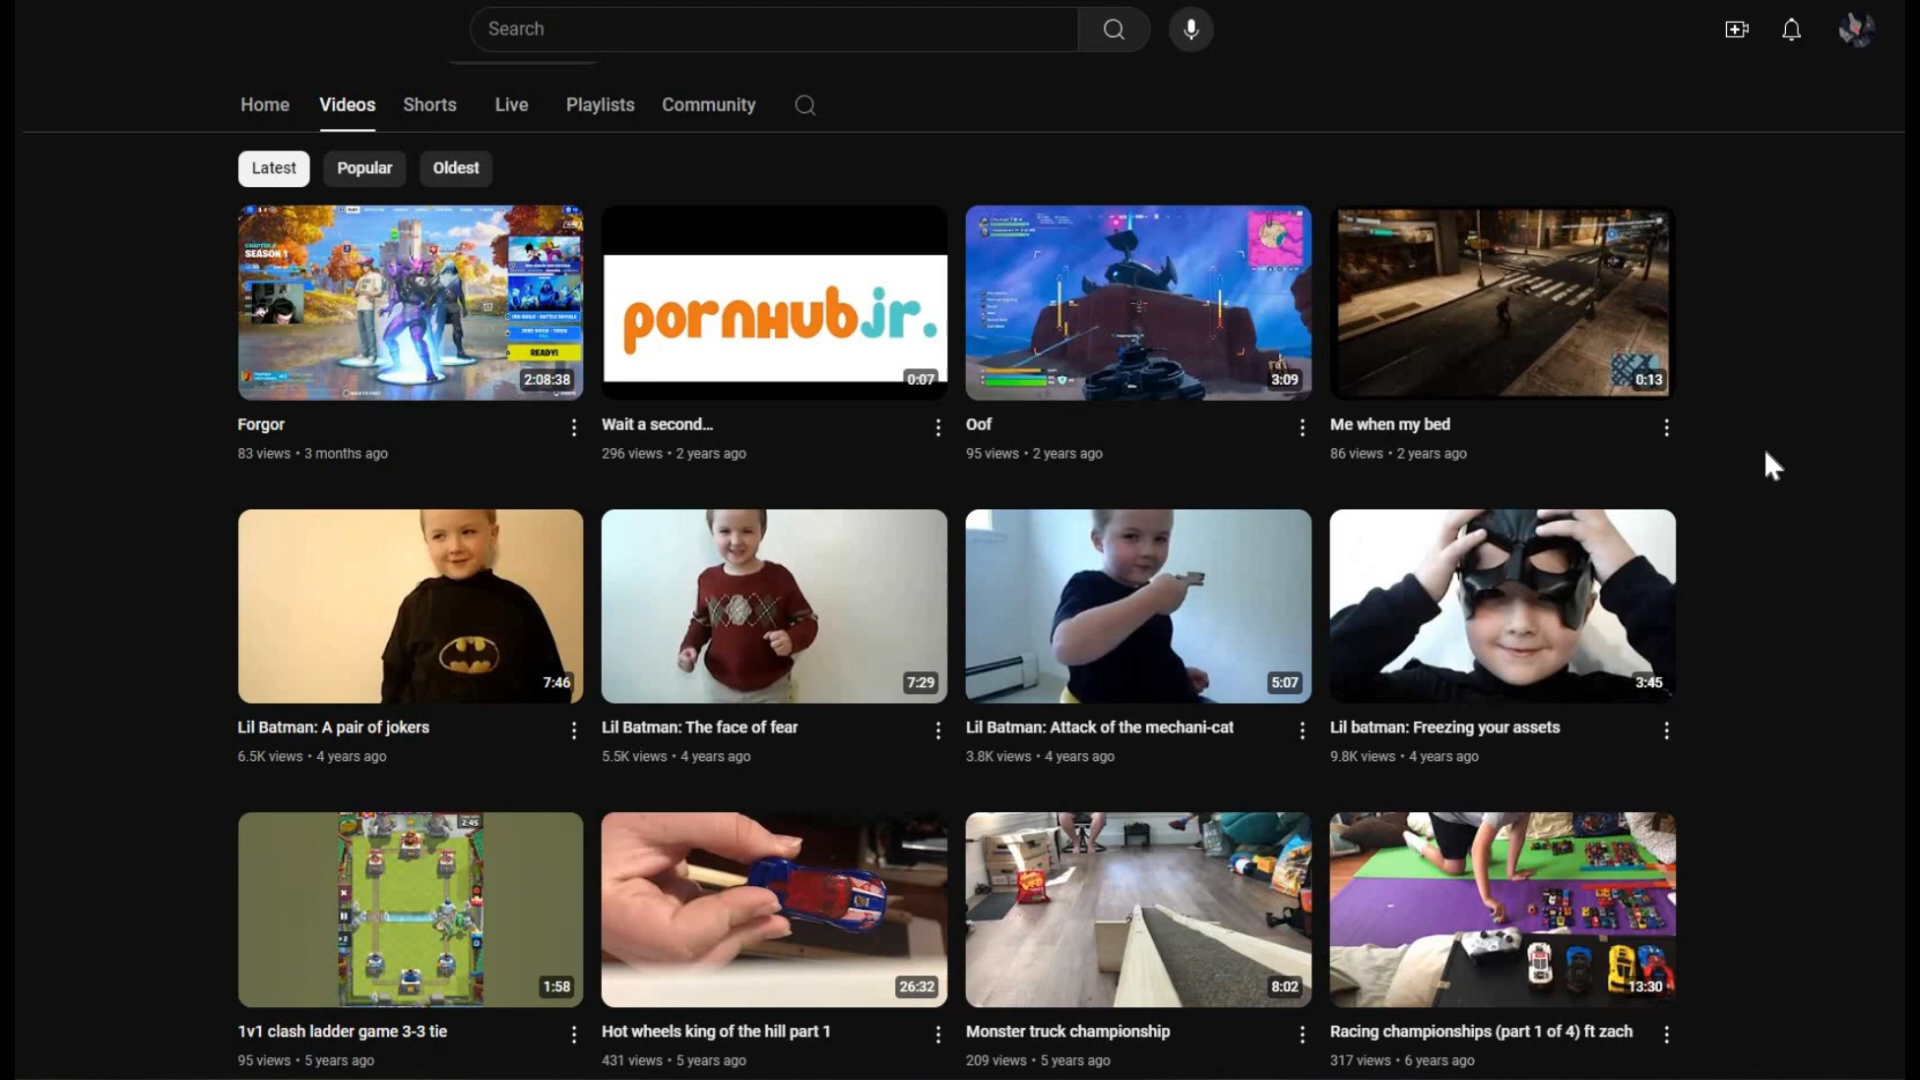 Search
Home Videos Shorts Live Playlists Community
Latest Popular Oldest
SEASON 1
READY!
2:08:38
pornhubjr.
0:07
3:09
0:13
Forgor
83 views • 3 months ago
Wait a second...
296 views • 2 years ago
Oof
95 views • 2 years ago
Me when my bed
86 views • 2 years ago
7:46
7:29
5:07
3:45
Lil Batman: A pair of jokers
6.5K views • 4 years ago
Lil Batman: The face of fear
5.5K views • 4 years ago
Lil Batman: Attack of the mechani-cat
3.8K views • 4 years ago
Lil batman: Freezing your assets
9.8K views • 4 years ago
2:45
1:58
26:32
8:02
13:30
1v1 clash ladder game 3-3 tie
95 views • 5 years ago
Hot wheels king of the hill part 1
431 views • 5 years ago
Monster truck championship
209 views • 5 years ago
Racing championships (part 1 of 4) ft zach
317 views • 6 years ago